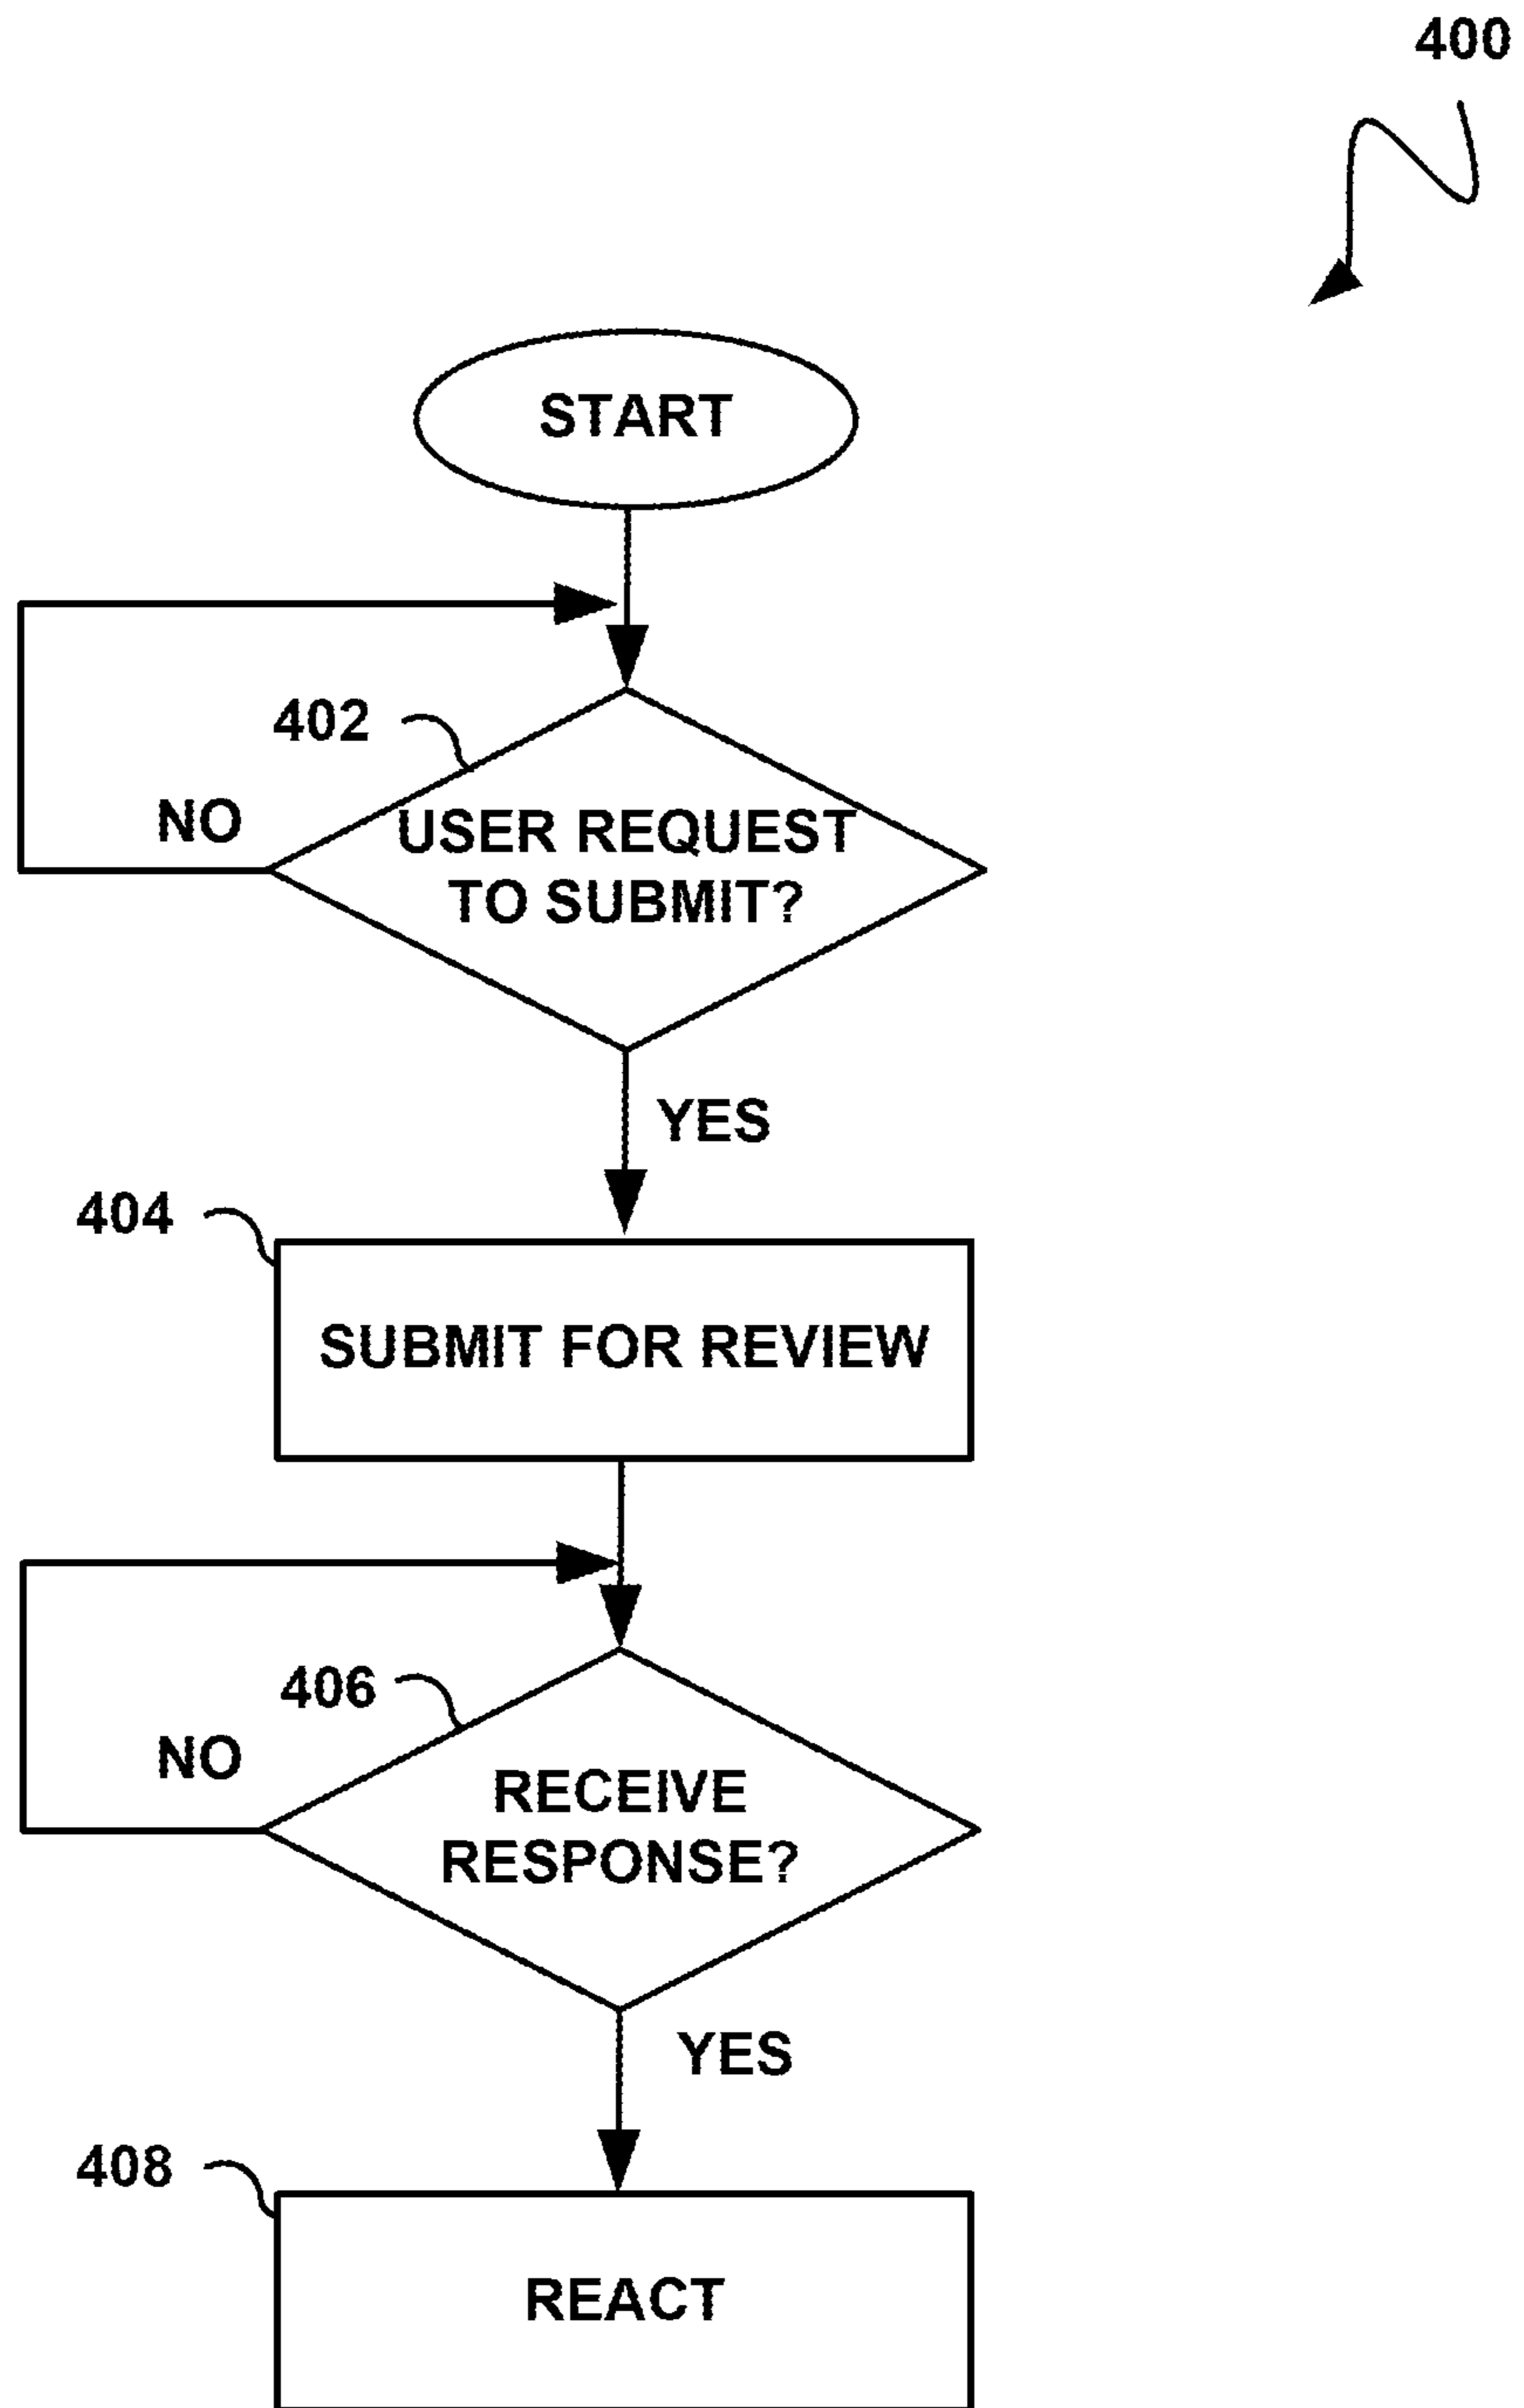 400
START
402
NO
USER REQUEST
TO SUBMIT?
YES
404
SUBMIT FOR REVIEW
406
NO
RECEIVE
RESPONSE?
YES
408
REACT